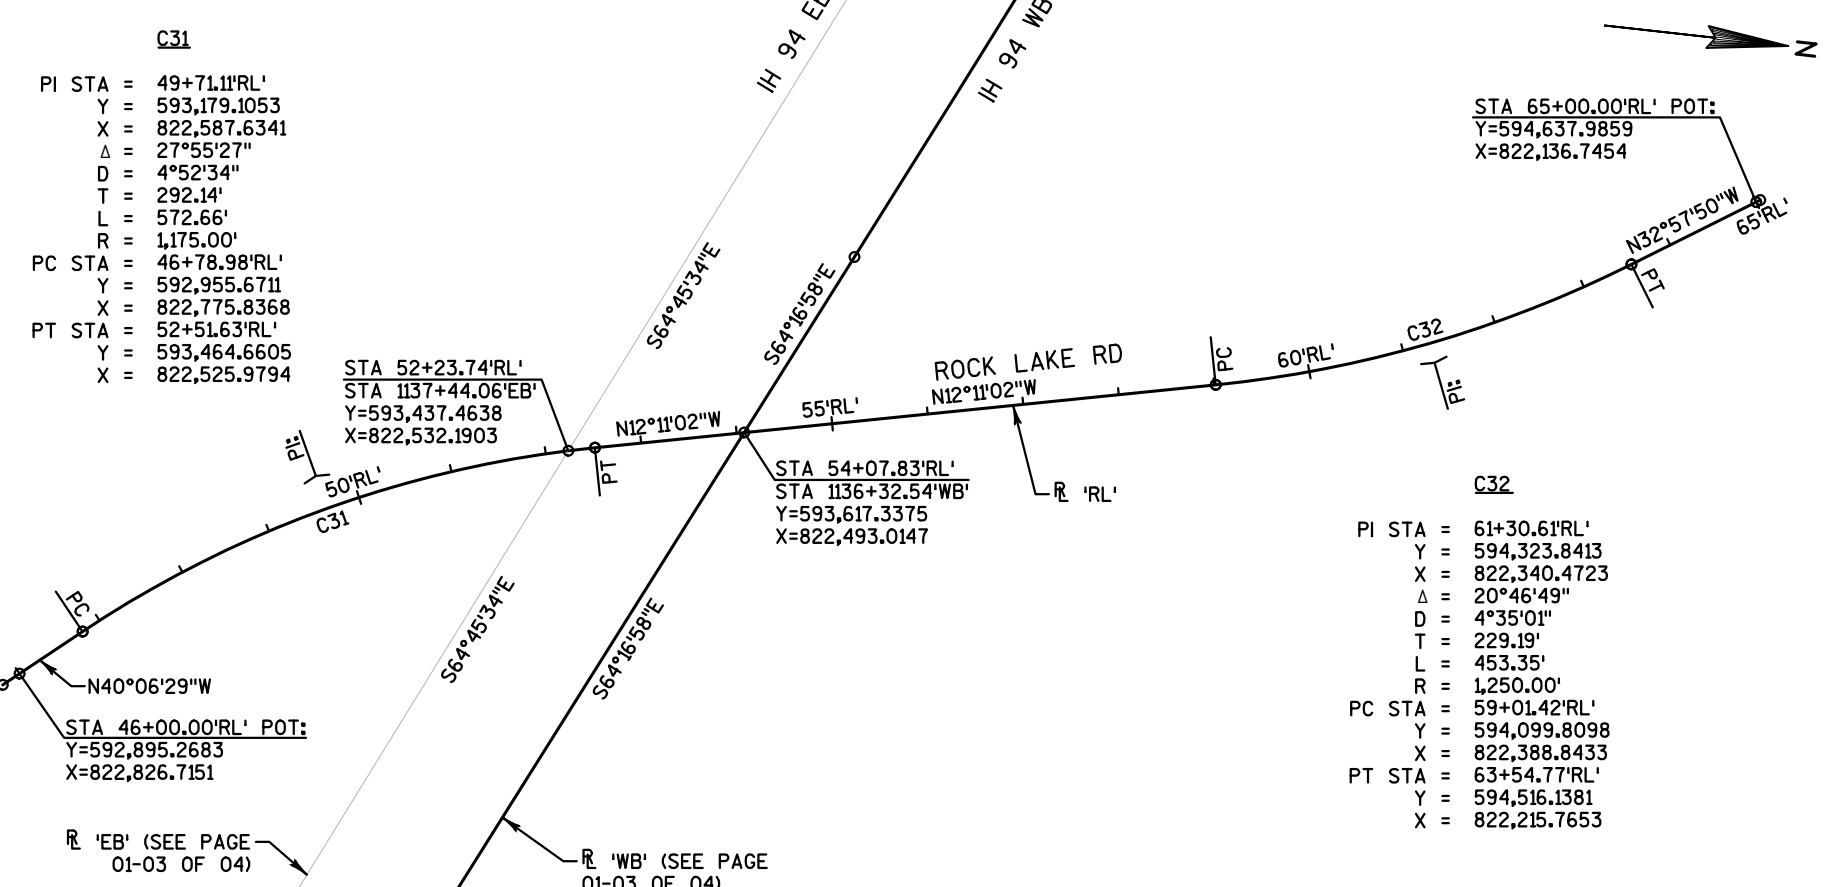 C31
PI STA = 49+71.11'RL'
Y = 593,179.1053
X = 822,587.6341
Δ = 27°55'27"
D = 4°52'34"
T = 292.14'
L = 572.66'
R = 1,175.00'
PC STA = 46+78.98'RL'
Y = 592,955.6711
X = 822,775.8368
PT STA = 52+51.63'RL'
Y = 593,464.6605
X = 822,525.9794
IH 94 EB
IH 94 WB
N
STA 65+00.00'RL' POT:
Y=594,637.9859
X=822,136.7454
N32°57'50"W
65'RL'
PT
S64°45'34"E
S64°16'58"E
STA 52+23.74'RL'
STA 1137+44.06'EB'
Y=593,437.4638
X=822,532.1903
N12°11'02"W
55'RL'
ROCK LAKE RD
N12°11'02"W
PC
60'RL'
C32
PI:
PI:
50'RL'
C31
PT
STA 54+07.83'RL'
STA 1136+32.54'WB'
Y=593,617.3375
X=822,493.0147
RL 'RL'
PC
N40°06'29"W
STA 46+00.00'RL' POT:
Y=592,895.2683
X=822,826.7151
S64°45'34"E
S64°16'58"E
C32
PI STA = 61+30.61'RL'
Y = 594,323.8413
X = 822,340.4723
Δ = 20°46'49"
D = 4°35'01"
T = 229.19'
L = 453.35'
R = 1,250.00'
PC STA = 59+01.42'RL'
Y = 594,099.8098
X = 822,388.8433
PT STA = 63+54.77'RL'
Y = 594,516.1381
X = 822,215.7653
RL 'EB' (SEE PAGE
01-03 OF 04)
RL 'WB' (SEE PAGE
01-03 OF 04)